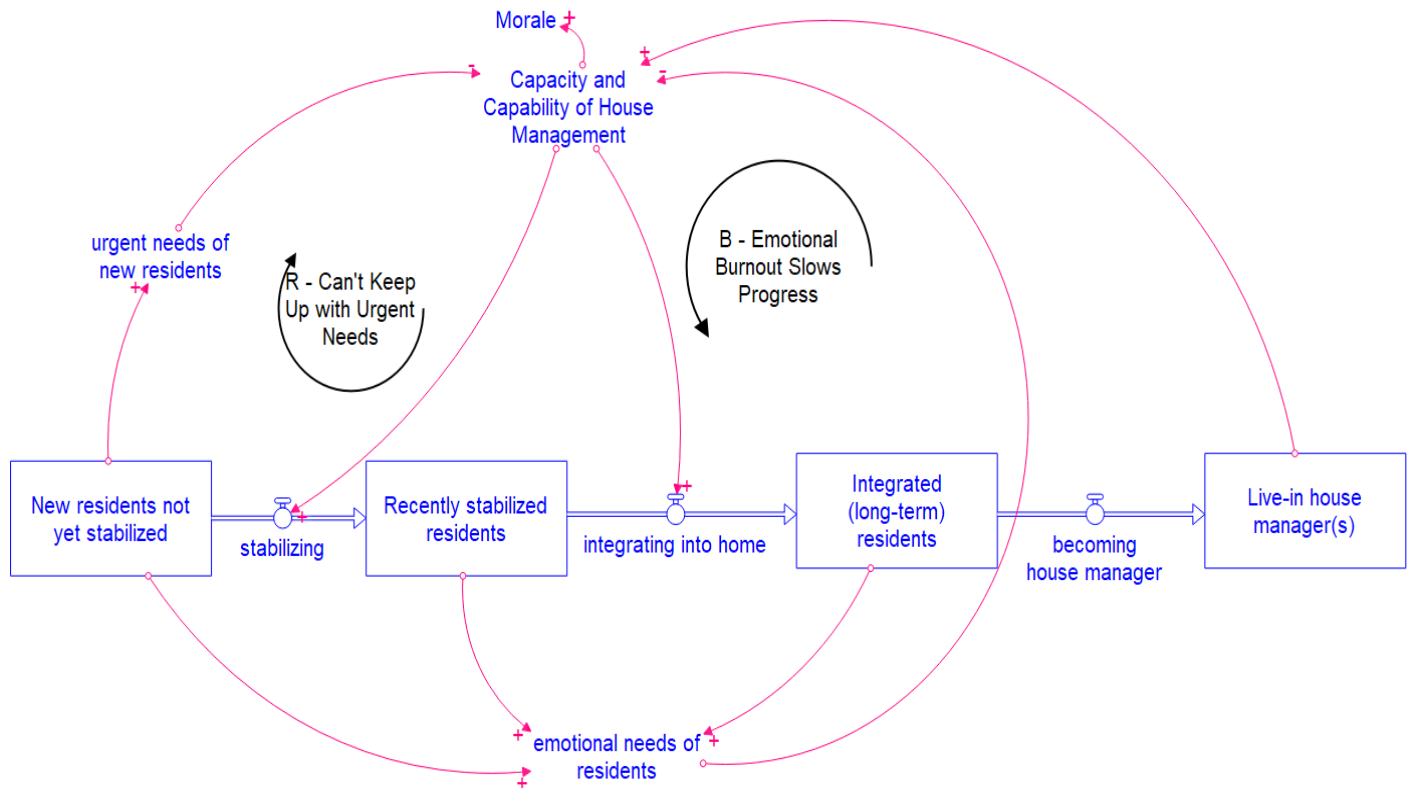 Morale +
+
-
-
Capacity and
Capability of House
Management
urgent needs of
new residents
+
R - Can't Keep
Up with Urgent
Needs
B - Emotional
Burnout Slows
Progress
New residents not
yet stabilized
+
stabilizing
Recently stabilized
residents
+
integrating into home
Integrated
(long-term)
residents
becoming
house manager
Live-in house
manager(s)
+
+
+
emotional needs of
residents